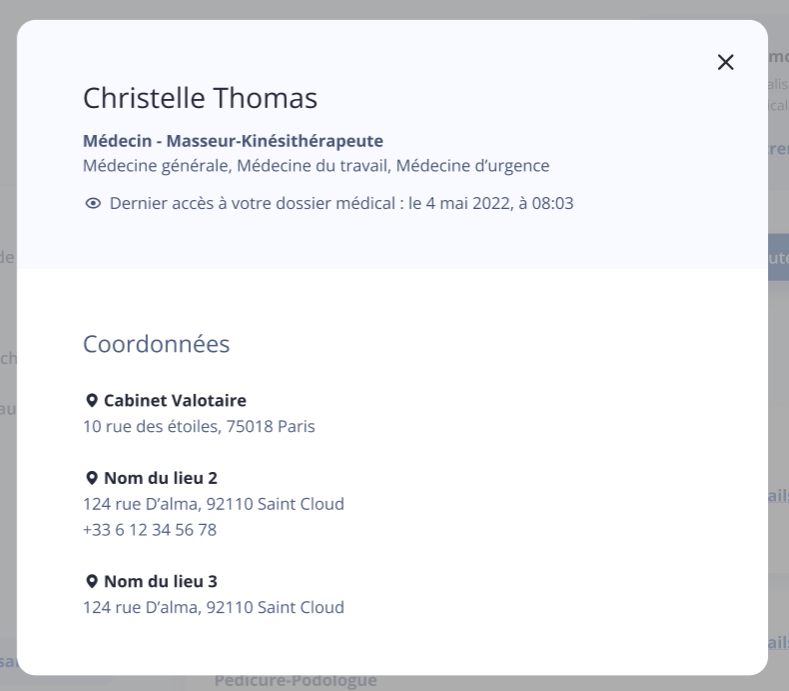 Christelle Thomas
Médecin - Masseur-Kinésithérapeute
Médecine générale, Médecine du travail, Médecine d’urgence
Dernier accès à votre dossier médical : le 4 mai 2022, à 08:03
Coordonnées
Cabinet Valotaire
10 rue des étoiles, 75018 Paris
Nom du lieu 2
124 rue D’alma, 92110 Saint Cloud
+33 6 12 34 56 78
Nom du lieu 3
124 rue D’alma, 92110 Saint Cloud
Pédicure-Podologue